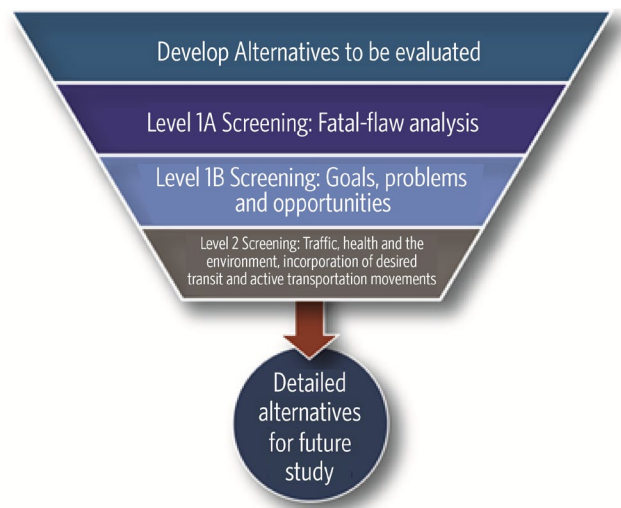 Develop Alternatives to be evaluated
Level 1A Screening: Fatal-flaw analysis
Level 1B Screening: Goals, problems
and opportunities
Level 2 Screening: Traffic, health and the
environment, incorporation of desired
transit and active transportation movements
Detailed
alternatives
for future
study